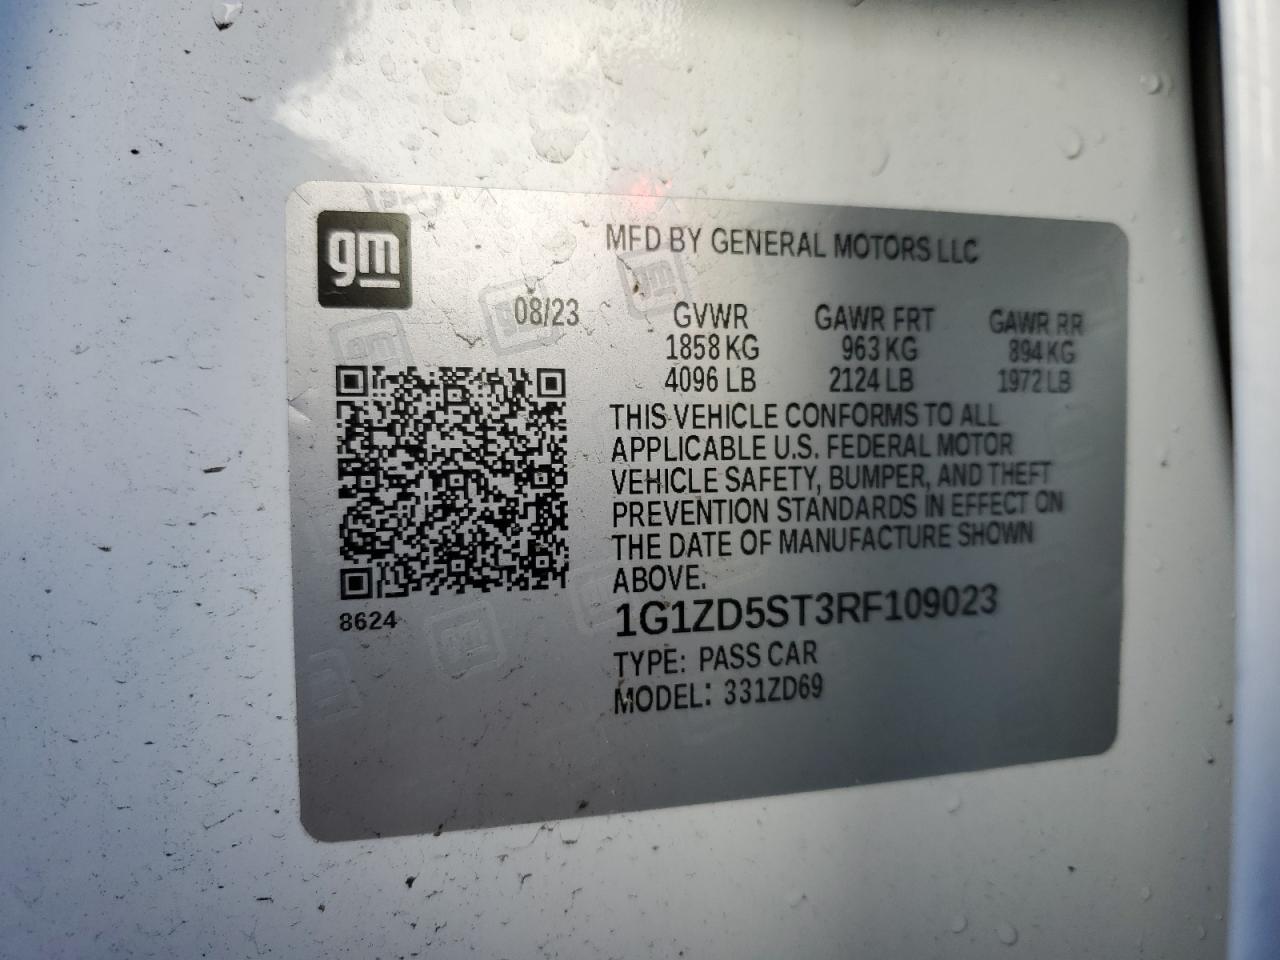 gm
MFD BY GENERAL MOTORS LLC
08/23
GVWR GAWR FRT GAWR RR
1858 KG 963 KG 894 KG
4096 LB 2124 LB 1972 LB
THIS VEHICLE CONFORMS TO ALL
APPLICABLE U.S. FEDERAL MOTOR
VEHICLE SAFETY, BUMPER, AND THEFT
PREVENTION STANDARDS IN EFFECT ON
THE DATE OF MANUFACTURE SHOWN
ABOVE.
8624
1G1ZD5ST3RF109023
TYPE: PASS CAR
MODEL: 331ZD69